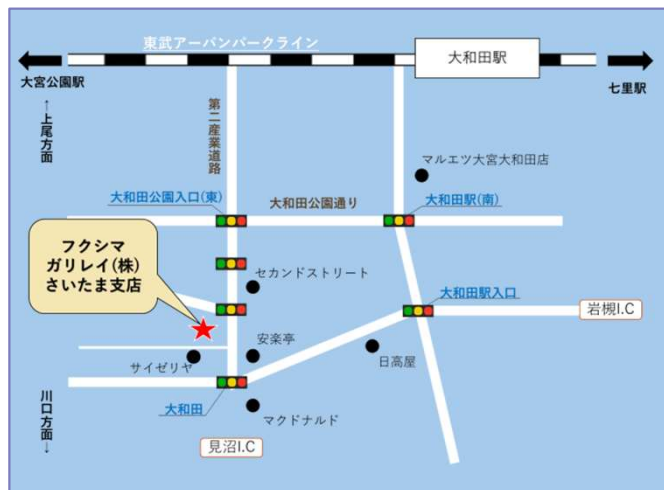 東武アーバンパークライン
大和田駅
大宮公園駅
七里駅
←上尾方面
第二産業道路
マルエツ大宮大和田店
大和田公園入口(東)
大和田公園通り
大和田駅(南)
フクシマ
ガリレイ(株)
さいたま支店
セカンドストリート
大和田駅入口
岩槻I.C
安楽亭
日高屋
サイゼリヤ
川口方面→
大和田
マクドナルド
見沼I.C